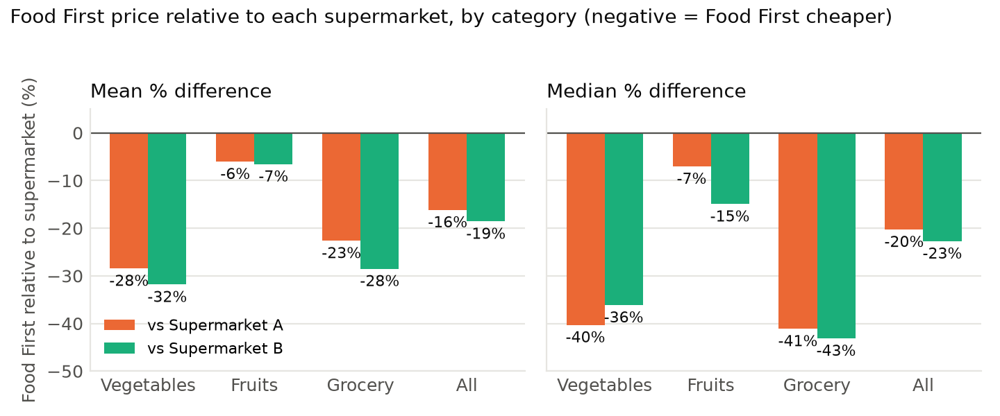 Food First price relative to each supermarket, by category (negative = Food First cheaper)
Mean % difference
Median % difference
Food First relative to supermarket (%)
0
−10
−20
−30
−40
−50
-28%
-32%
-6%
-7%
-23%
-28%
-16%
-19%
vs Supermarket A
vs Supermarket B
Vegetables
Fruits
Grocery
All
-40%
-36%
-7%
-15%
-41%
-43%
-20%
-23%
Vegetables
Fruits
Grocery
All